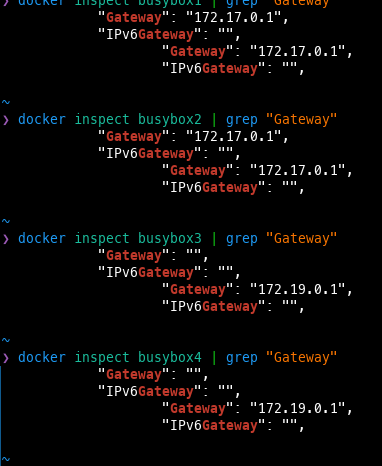 ❯ docker inspect busybox1 | grep "Gateway"
            "Gateway": "172.17.0.1",
            "IPv6Gateway": "",
                    "Gateway": "172.17.0.1",
                    "IPv6Gateway": "",
~
❯ docker inspect busybox2 | grep "Gateway"
            "Gateway": "172.17.0.1",
            "IPv6Gateway": "",
                    "Gateway": "172.17.0.1",
                    "IPv6Gateway": "",
~
❯ docker inspect busybox3 | grep "Gateway"
            "Gateway": "",
            "IPv6Gateway": "",
                    "Gateway": "172.19.0.1",
                    "IPv6Gateway": "",
~
❯ docker inspect busybox4 | grep "Gateway"
            "Gateway": "",
            "IPv6Gateway": "",
                    "Gateway": "172.19.0.1",
                    "IPv6Gateway": "",
~